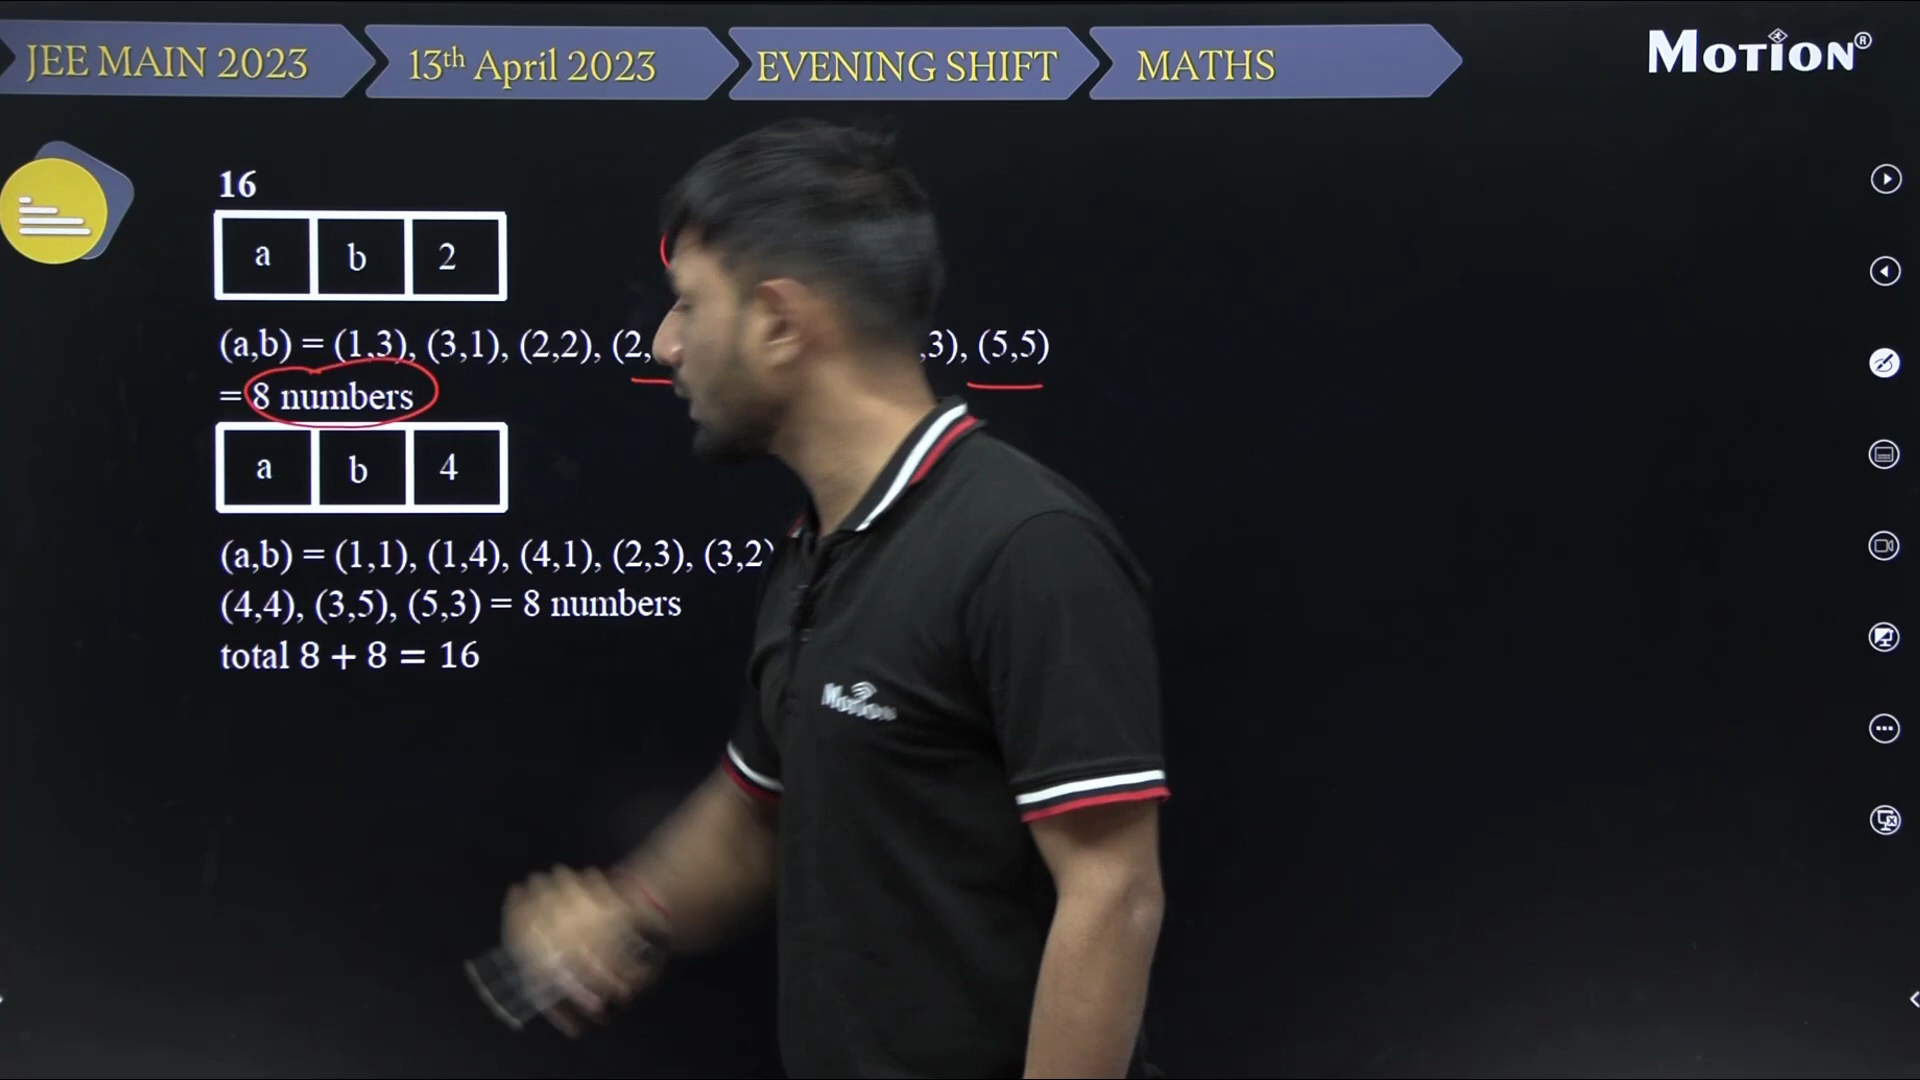 JEE MAIN 2023
13th April 2023
EVENING SHIFT
MATHS
MOTION®
16
a b 2
(a,b) = (1,3), (3,1), (2,2), (2, ,3), (5,5)
= 8 numbers
a b 4
(a,b) = (1,1), (1,4), (4,1), (2,3), (3,2)
(4,4), (3,5), (5,3) = 8 numbers
total 8 + 8 = 16
Motion